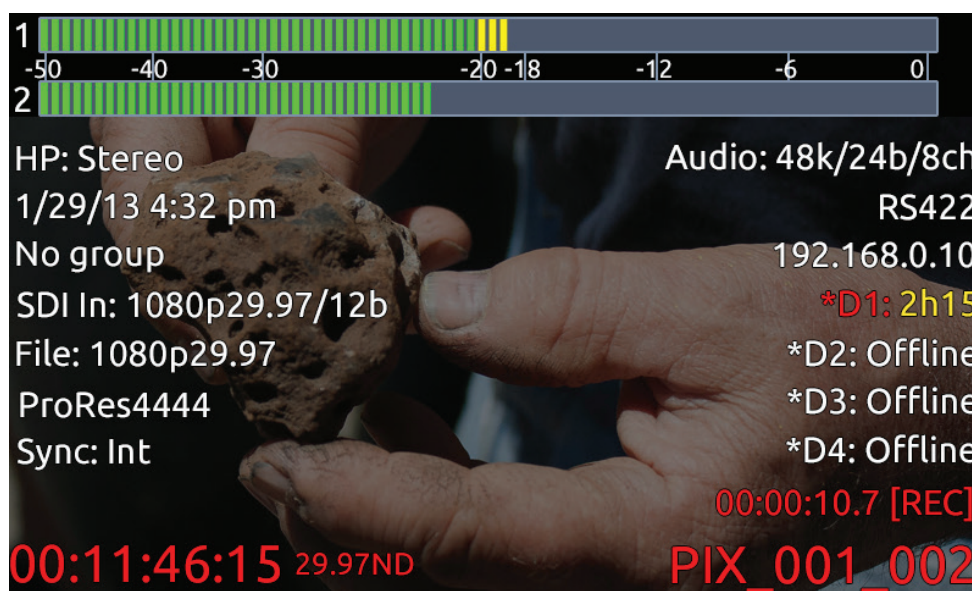 1
-50 -40 -30 -20 -18 -12 -6 0
2
HP: Stereo
1/29/13 4:32 pm
No group
SDI In: 1080p29.97/12b
File: 1080p29.97
ProRes4444
Sync: Int
Audio: 48k/24b/8ch
RS422
192.168.0.10
*D1: 2h15
*D2: Offline
*D3: Offline
*D4: Offline
00:00:10.7 [REC]
00:11:46:15 29.97ND
PIX_001_002